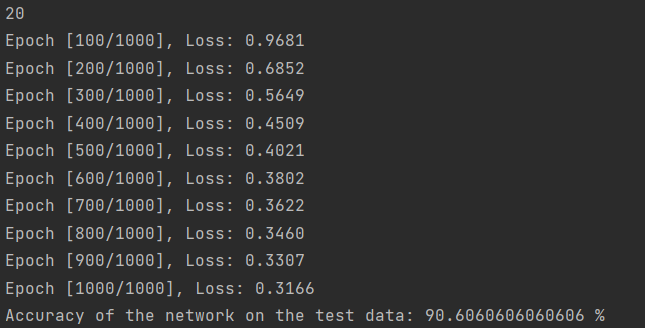 20
Epoch [100/1000], Loss: 0.9681
Epoch [200/1000], Loss: 0.6852
Epoch [300/1000], Loss: 0.5649
Epoch [400/1000], Loss: 0.4509
Epoch [500/1000], Loss: 0.4021
Epoch [600/1000], Loss: 0.3802
Epoch [700/1000], Loss: 0.3622
Epoch [800/1000], Loss: 0.3460
Epoch [900/1000], Loss: 0.3307
Epoch [1000/1000], Loss: 0.3166
Accuracy of the network on the test data: 90.6060606060606 %